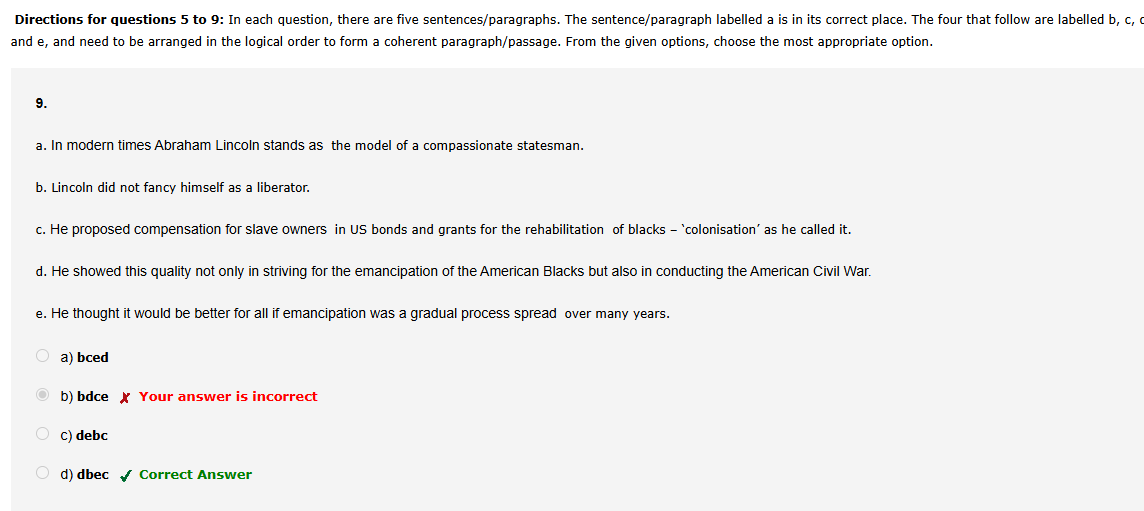 Directions for questions 5 to 9: In each question, there are five sentences/paragraphs. The sentence/paragraph labelled a is in its correct place. The four that follow are labelled b, c,
and e, and need to be arranged in the logical order to form a coherent paragraph/passage. From the given options, choose the most appropriate option.
9.
a. In modern times Abraham Lincoln stands as the model of a compassionate statesman.
b. Lincoln did not fancy himself as a liberator.
c. He proposed compensation for slave owners in US bonds and grants for the rehabilitation of blacks – ‘colonisation’ as he called it.
d. He showed this quality not only in striving for the emancipation of the American Blacks but also in conducting the American Civil War.
e. He thought it would be better for all if emancipation was a gradual process spread over many years.
a) bced
b) bdce ✗ Your answer is incorrect
c) debc
d) dbec ✓ Correct Answer